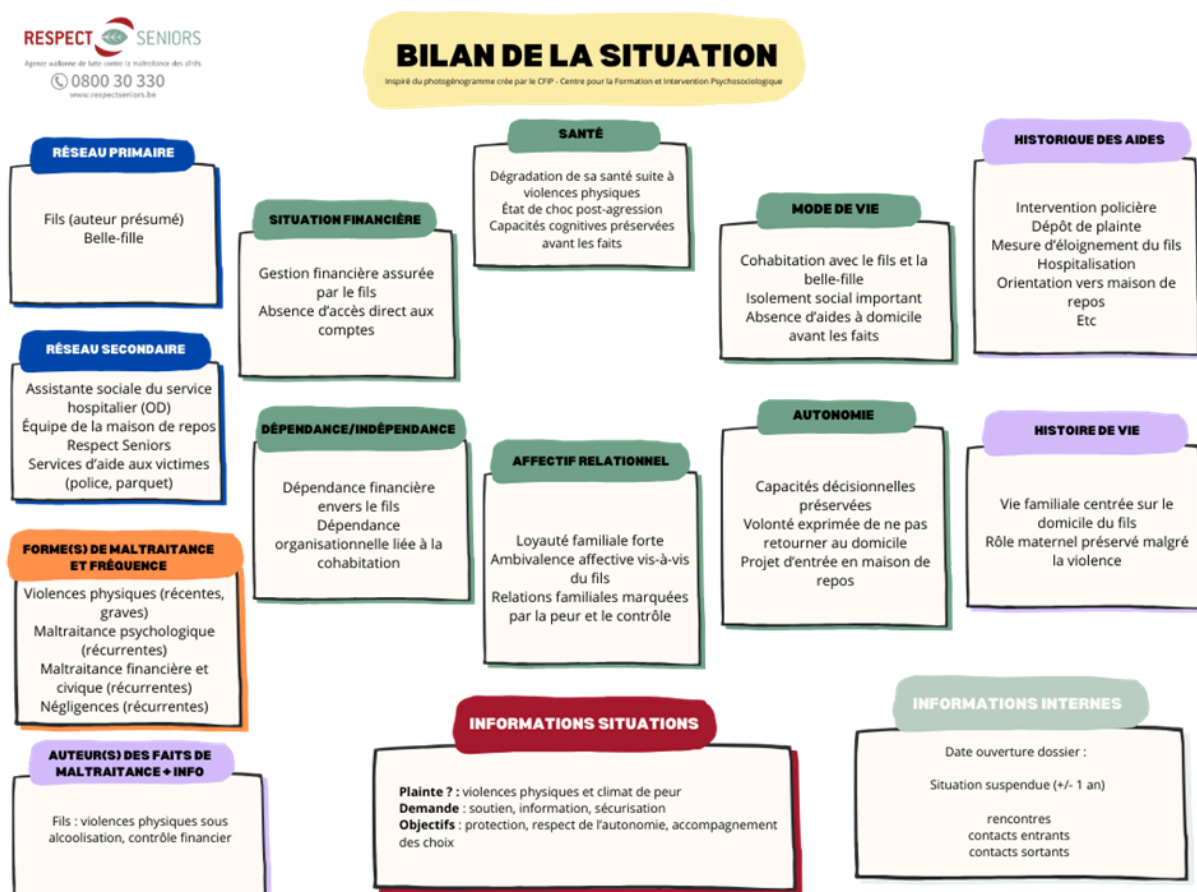 RESPECT SENIORS
Agence wallonne de lutte contre la maltraitance des aînés
0800 30 330
www.respectseniors.be
BILAN DE LA SITUATION
Inspiré du photogénogramme crée par le CFIP - Centre pour la Formation et Intervention Psychosociologique
RÉSEAU PRIMAIRE
Fils (auteur présumé)
Belle-fille
SITUATION FINANCIÈRE
Gestion financière assurée
par le fils
Absence d'accès direct aux
comptes
SANTÉ
Dégradation de sa santé suite à
violences physiques
État de choc post-agression
Capacités cognitives préservées
avant les faits
MODE DE VIE
Cohabitation avec le fils et la
belle-fille
Isolement social important
Absence d'aides à domicile
avant les faits
HISTORIQUE DES AIDES
Intervention policière
Dépôt de plainte
Mesure d'éloignement du fils
Hospitalisation
Orientation vers maison de
repos
Etc
RÉSEAU SECONDAIRE
Assistante sociale du service
hospitalier (OD)
Équipe de la maison de repos
Respect Seniors
Services d'aide aux victimes
(police, parquet)
DÉPENDANCE/INDÉPENDANCE
Dépendance financière
envers le fils
Dépendance
organisationnelle liée à la
cohabitation
AFFECTIF RELATIONNEL
Loyauté familiale forte
Ambivalence affective vis-à-vis
du fils
Relations familiales marquées
par la peur et le contrôle
AUTONOMIE
Capacités décisionnelles
préservées
Volonté exprimée de ne pas
retourner au domicile
Projet d'entrée en maison de
repos
HISTOIRE DE VIE
Vie familiale centrée sur le
domicile du fils
Rôle maternel préservé malgré
la violence
FORME(S) DE MALTRAITANCE
ET FRÉQUENCE
Violences physiques (récentes,
graves)
Maltraitance psychologique
(récurrentes)
Maltraitance financière et
civique (récurrentes)
Négligences (récurrentes)
AUTEUR(S) DES FAITS DE
MALTRAITANCE + INFO
Fils : violences physiques sous
alcoolisation, contrôle financier
INFORMATIONS SITUATIONS
Plainte ? : violences physiques et climat de peur
Demande : soutien, information, sécurisation
Objectifs : protection, respect de l'autonomie, accompagnement
des choix
INFORMATIONS INTERNES
Date ouverture dossier :
Situation suspendue (+/- 1 an)
rencontres
contacts entrants
contacts sortants